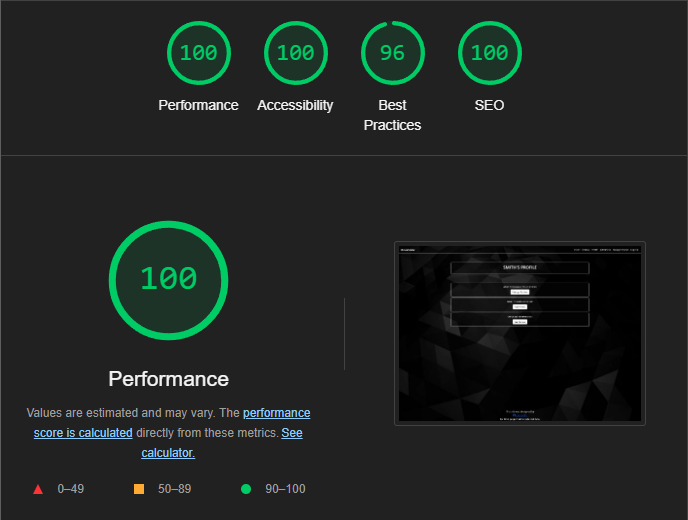 100 100 96 100
Performance Accessibility Best Practices SEO
100
SMITH'S PROFILE
Performance
Values are estimated and may vary. The performance
score is calculated directly from these metrics. See
calculator.
0–49 50–89 90–100